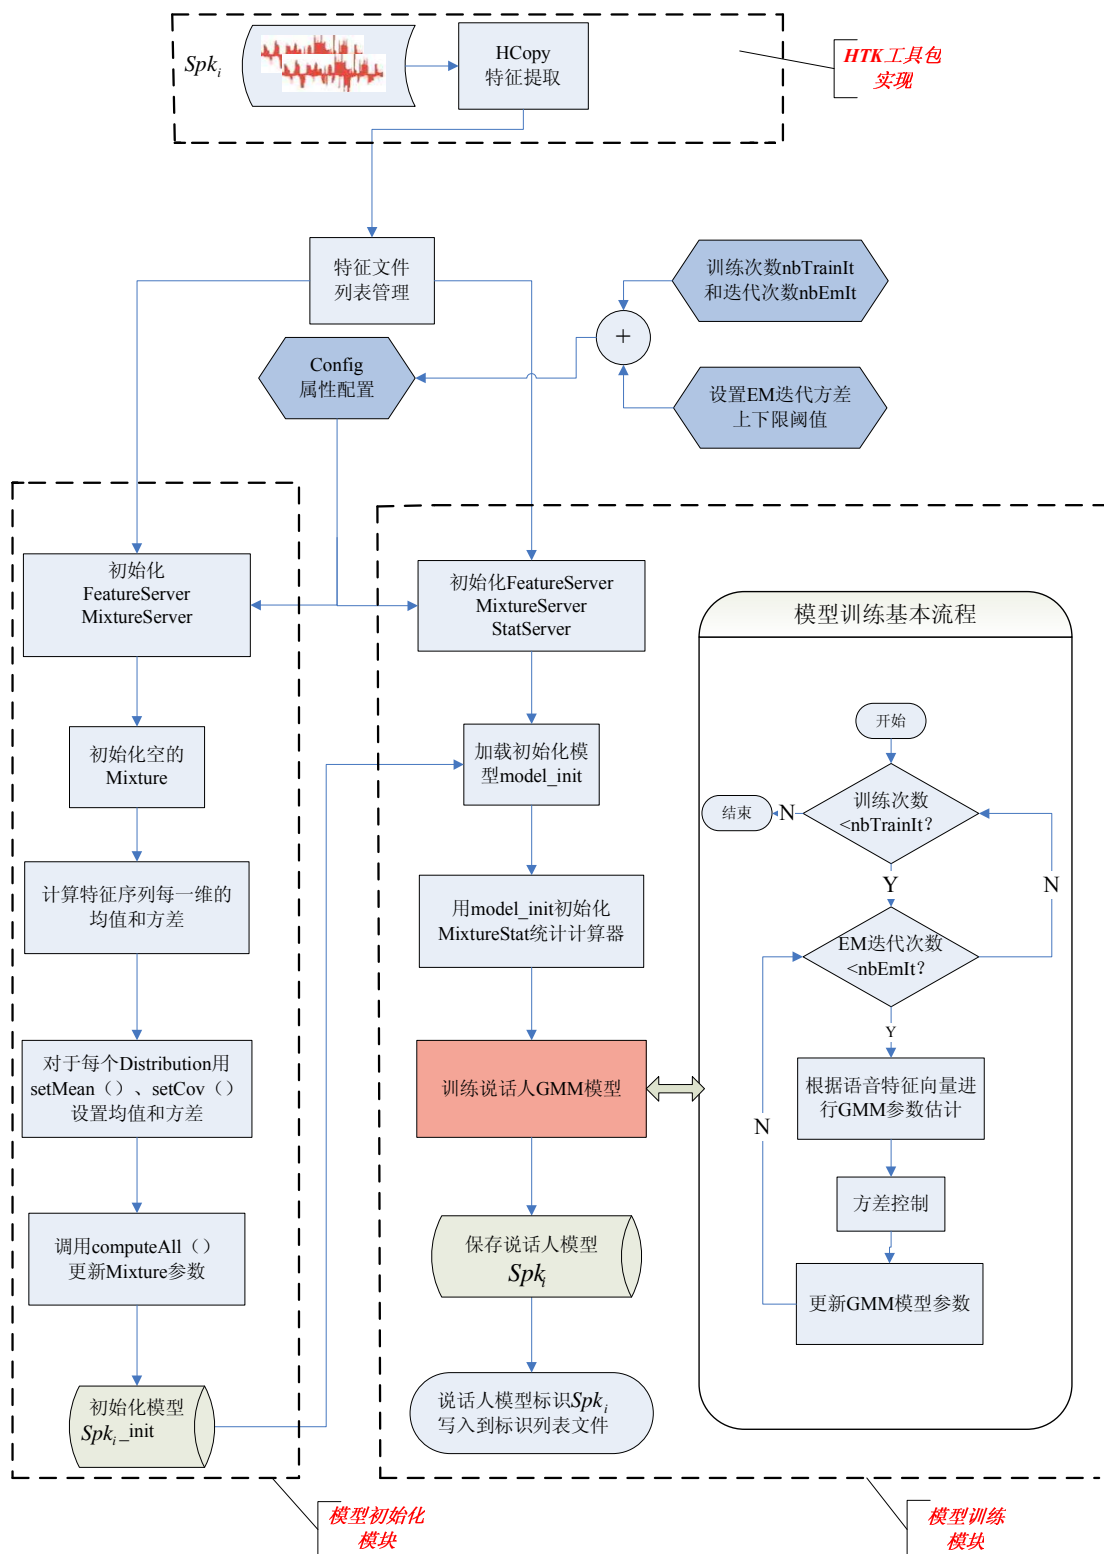 Spk_i
HCopy
特征提取
HTK工具包
实现
特征文件
列表管理
训练次数nbTrainIt
和迭代次数nbEmIt
+
Config
属性配置
设置EM迭代方差
上下限阈值
初始化
FeatureServer
MixtureServer
初始化空的
Mixture
计算特征序列每一维的
均值和方差
对于每个Distribution用
setMean（）、setCov（）
设置均值和方差
调用computeAll（）
更新Mixture参数
初始化模型
Spk_i_init
模型初始化
模块
初始化FeatureServer
MixtureServer
StatServer
加载初始化模
型model_init
用model_init初始化
MixtureStat统计计算器
训练说话人GMM模型
保存说话人模型
Spk_i
说话人模型标识Spk_i
写入到标识列表文件
模型训练基本流程
开始
训练次数
<nbTrainIt?
N
结束
Y
N
EM迭代次数
<nbEmIt?
Y
根据语音特征向量进
行GMM参数估计
N
方差控制
更新GMM模型参数
模型训练
模块